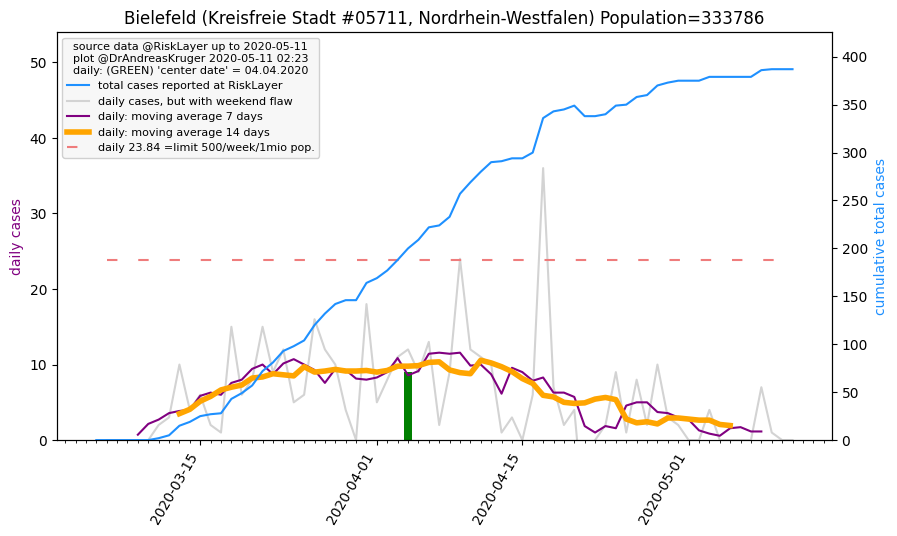 Bielefeld (Kreisfreie Stadt #05711, Nordrhein-Westfalen) Population=333786
source data @RiskLayer up to 2020-05-11
plot @DrAndreasKruger 2020-05-11 02:23
daily: (GREEN) 'center date' = 04.04.2020
total cases reported at RiskLayer
daily cases, but with weekend flaw
daily: moving average 7 days
daily: moving average 14 days
daily 23.84 =limit 500/week/1mio pop.
daily cases
50
40
30
20
10
0
400
350
300
250
200
150
100
50
0
cumulative total cases
2020-03-15
2020-04-01
2020-04-15
2020-05-01